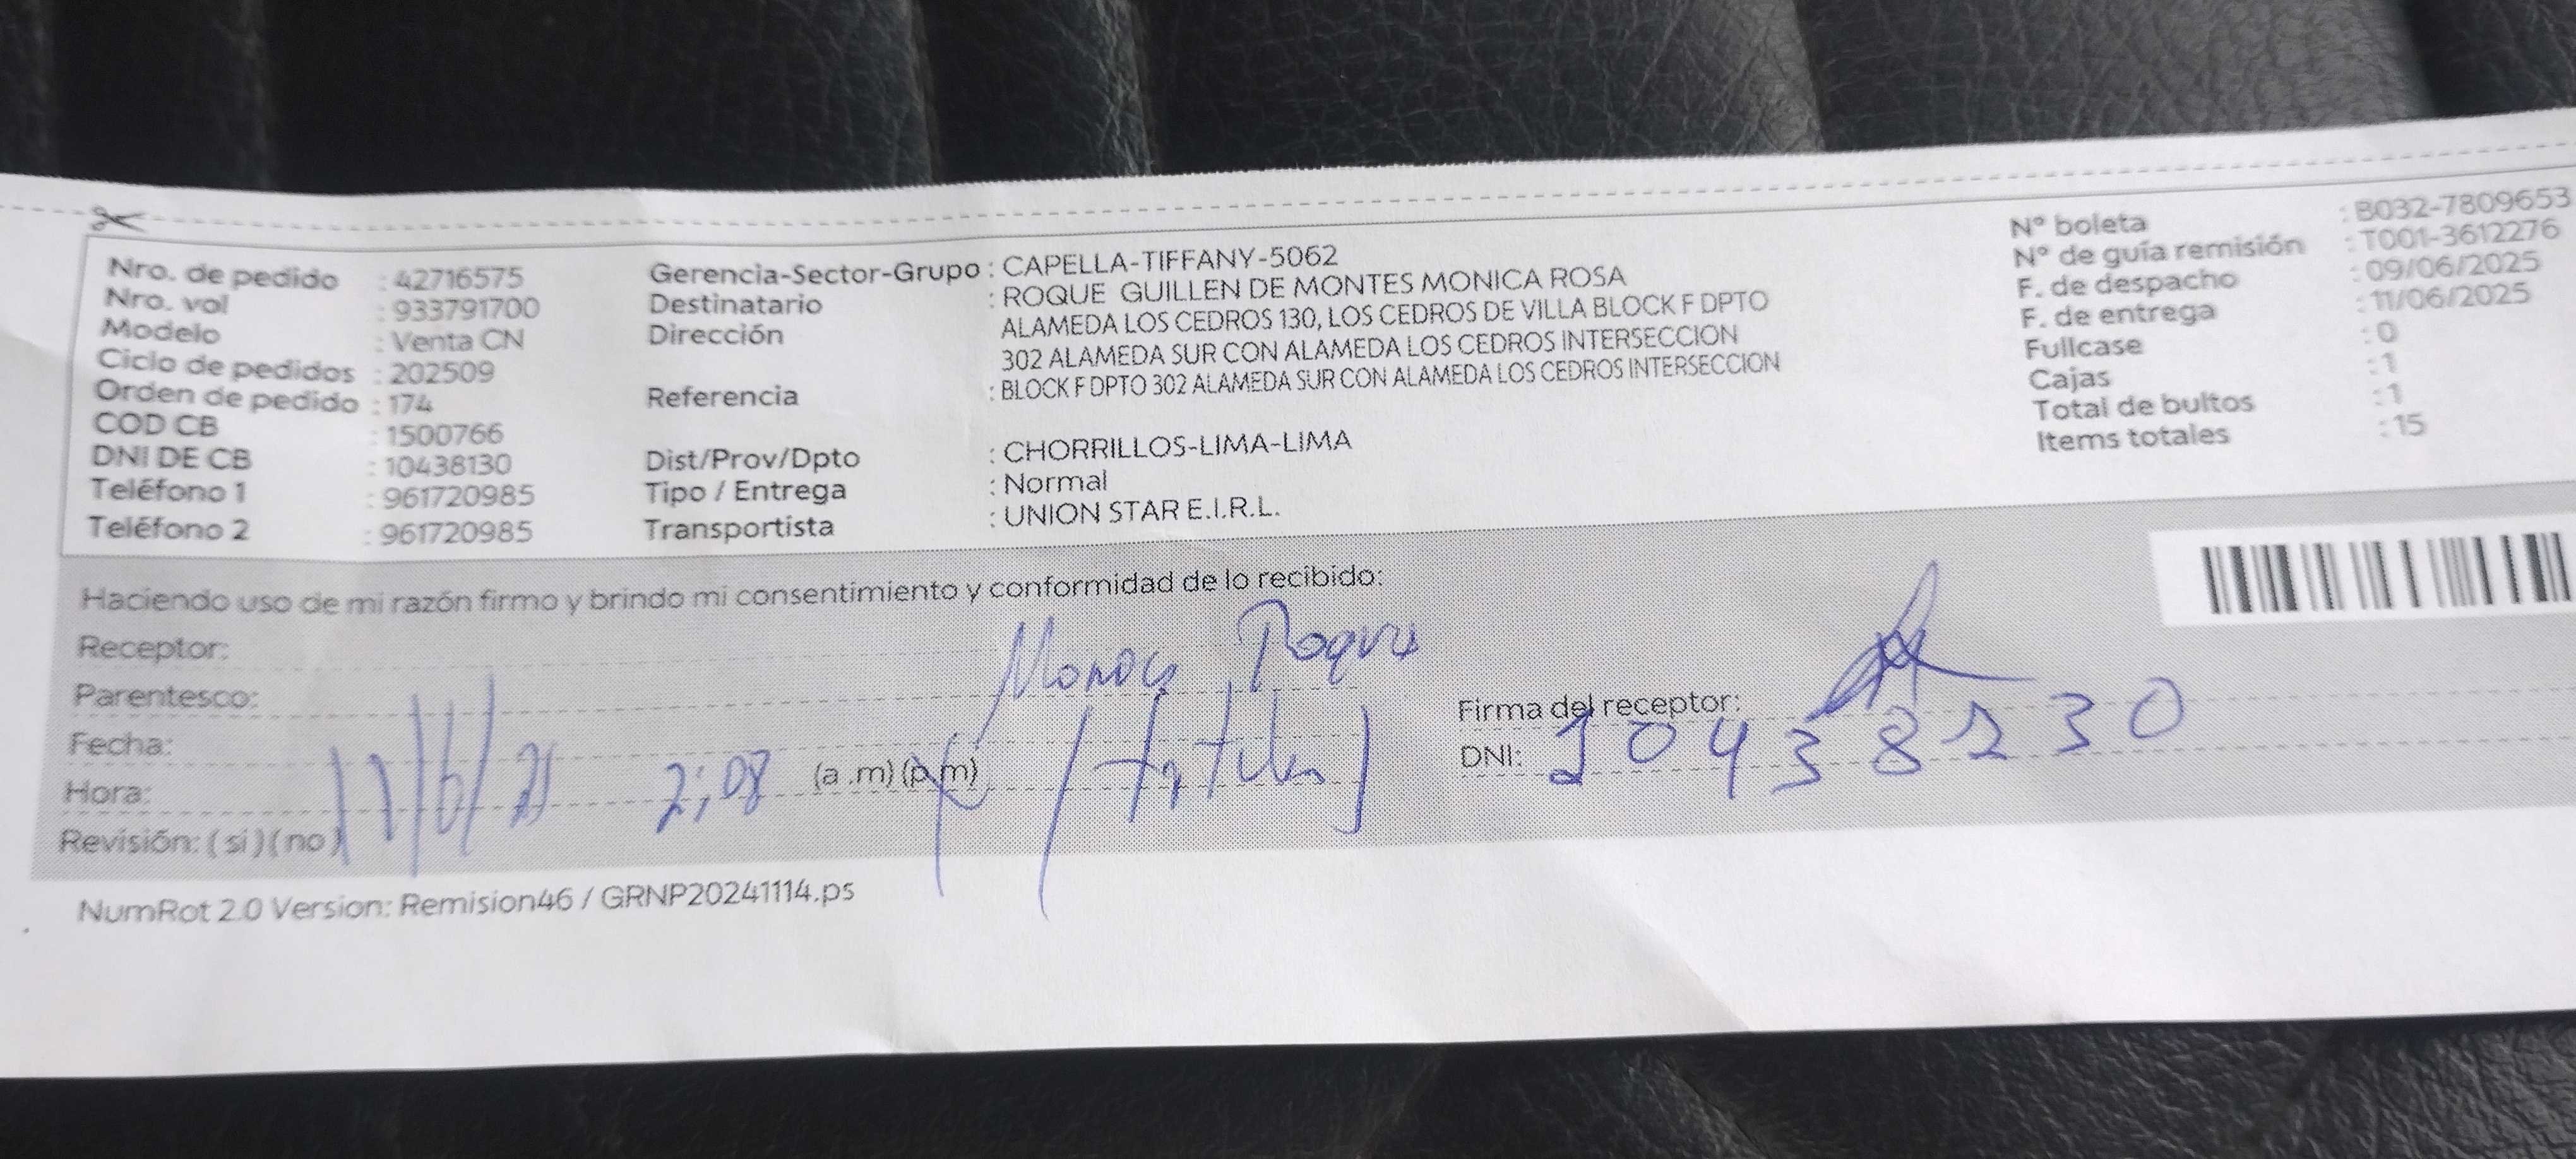 Nro. de pedido : 42716575
Nro. vol : 933791700
Modelo : Venta CN
Ciclo de pedidos : 202509
Orden de pedido : 174
COD CB : 1500766
DNI DE CB : 10438130
Teléfono 1 : 961720985
Teléfono 2 : 961720985
Gerencia-Sector-Grupo : CAPELLA-TIFFANY-5062
Destinatario : ROQUE GUILLEN DE MONTES MONICA ROSA
Dirección ALAMEDA LOS CEDROS 130, LOS CEDROS DE VILLA BLOCK F DPTO
302 ALAMEDA SUR CON ALAMEDA LOS CEDROS INTERSECCION
Referencia : BLOCK F DPTO 302 ALAMEDA SUR CON ALAMEDA LOS CEDROS INTERSECCION
Dist/Prov/Dpto : CHORRILLOS-LIMA-LIMA
Tipo / Entrega : Normal
Transportista : UNION STAR E.I.R.L.
N° boleta : B032-7809653
N° de guía remisión : T001-3612276
F. de despacho : 09/06/2025
F. de entrega : 11/06/2025
Fullcase : 0
Cajas : 1
Total de bultos : 1
Items totales : 15
Haciendo uso de mi razón firmo y brindo mi consentimiento y conformidad de lo recibido:
Receptor:
Parentesco: Roque
Fecha:
Hora: 2:08 (a .m) (p.m)
Revisión: ( si ) ( no )
Firma del receptor:
DNI:
NumRot 2.0 Version: Remision46 / GRNP20241114.ps